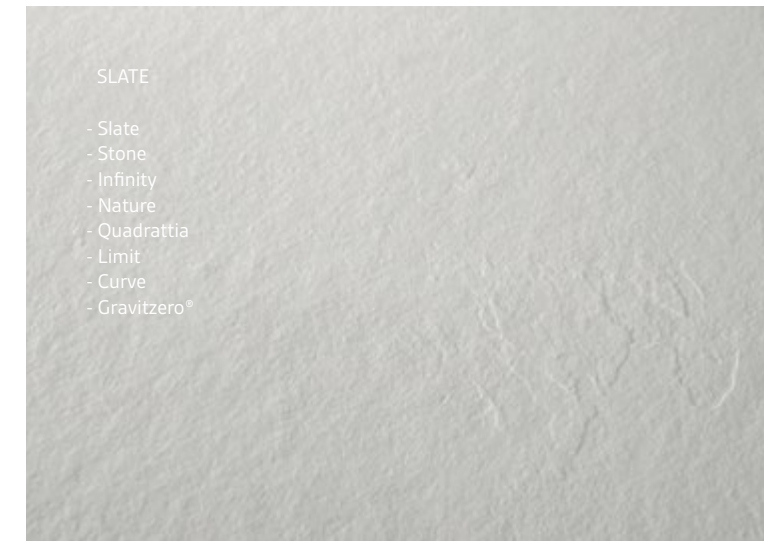 SLATE
- Slate
- Stone
- Infinity
- Nature
- Quadrattia
- Limit
- Curve
- Gravitzero®